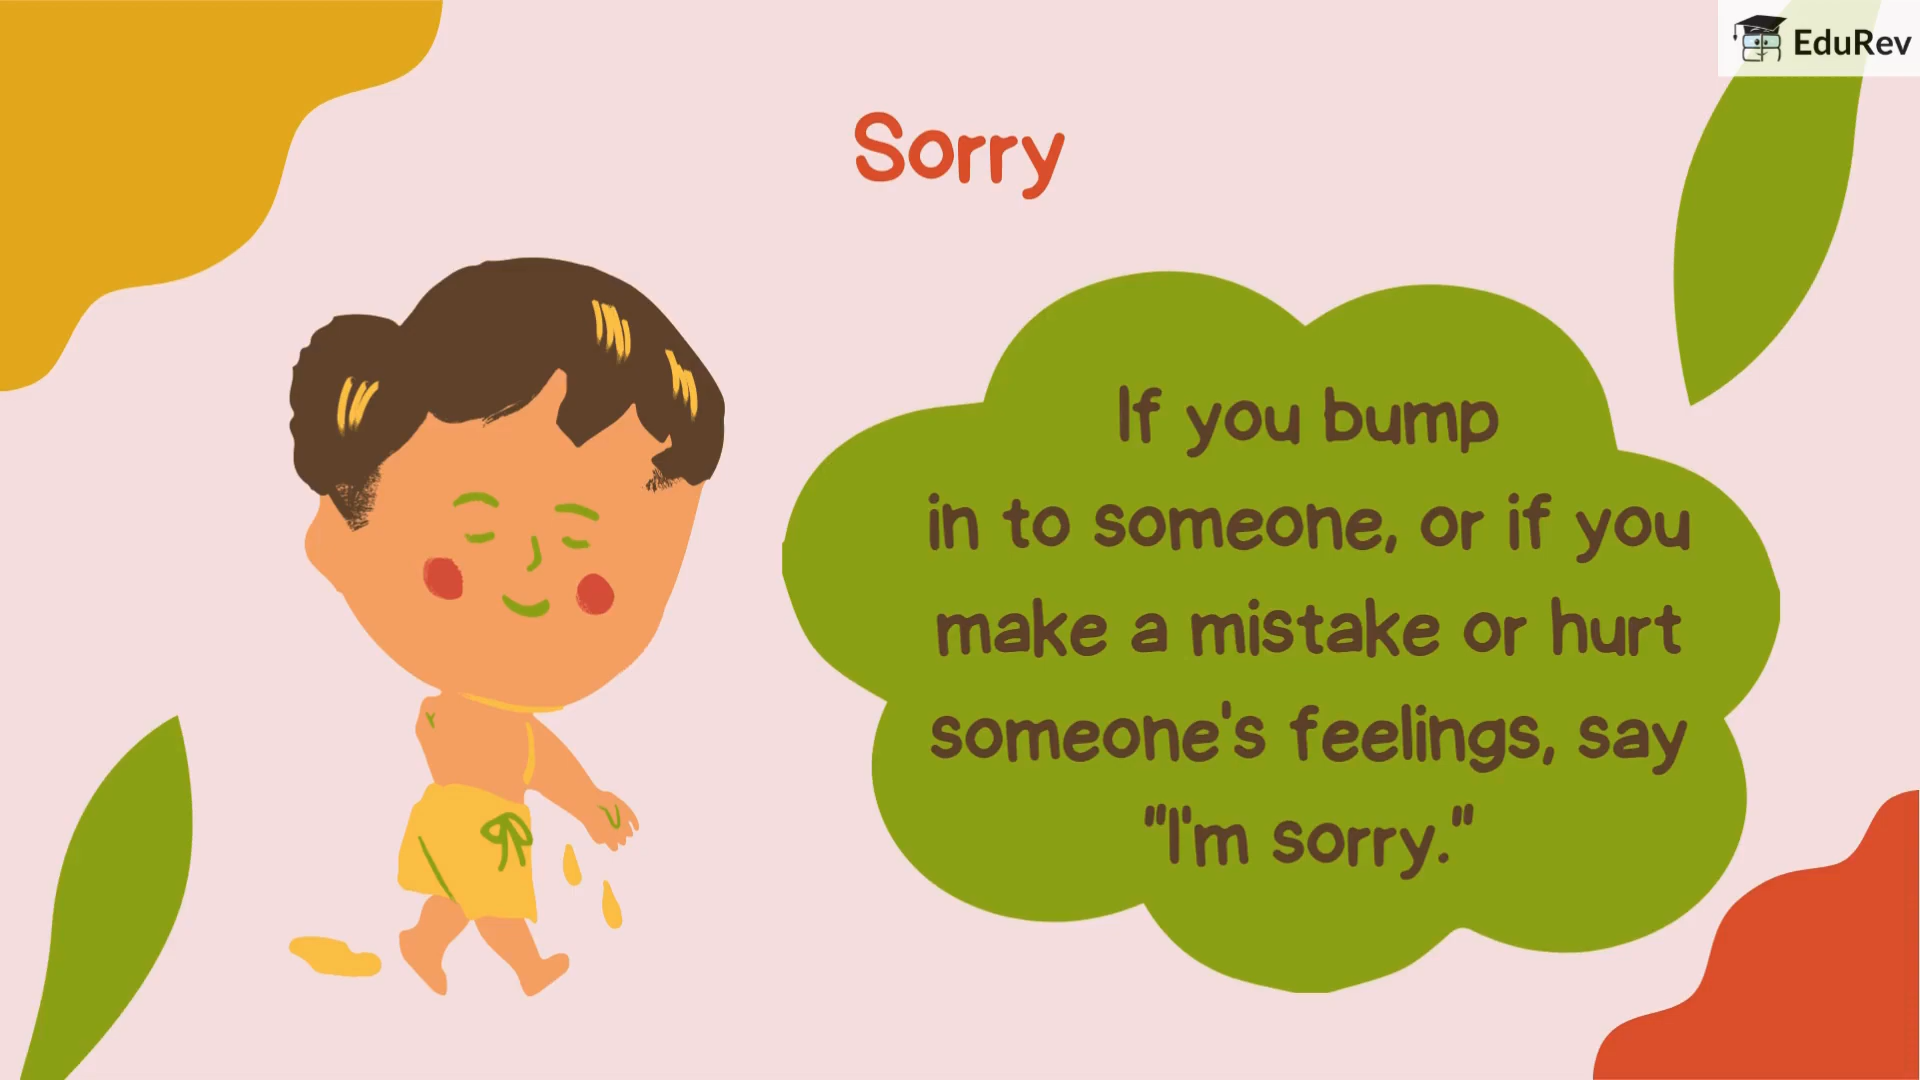 EduRev
Sorry
If you bump
in to someone, or if you
make a mistake or hurt
someone's feelings, say
"I'm sorry."